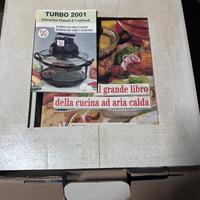 TURBO 2001
Instruction Manual & Cookbook
Il grande libro
della cucina ad aria calda